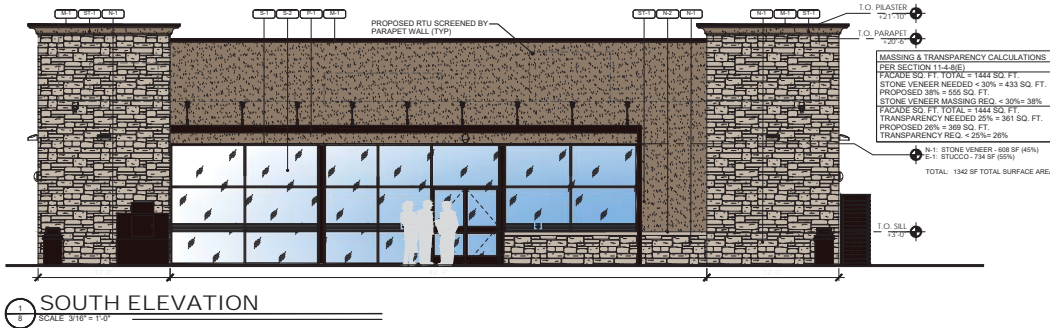 M-1 ST-1 N-1 S-1 S-2 P-1 M-1 ST-1 N-2 N-1 N-1 M-1 ST-1
T.O. PILASTER
+21'-10"
PROPOSED RTU SCREENED BY
PARAPET WALL (TYP)
T.O. PARAPET
+20'-6"
MASSING & TRANSPARENCY CALCULATIONS
PER SECTION 11-4-8(E)
FACADE SQ. FT. TOTAL = 1444 SQ. FT.
STONE VENEER NEEDED < 30% = 433 SQ. FT.
PROPOSED 38% = 555 SQ. FT.
STONE VENEER MASSING REQ. < 30%= 38%
FACADE SQ. FT. TOTAL = 1444 SQ. FT.
TRANSPARENCY NEEDED 25% = 361 SQ. FT.
PROPOSED 26% = 369 SQ. FT.
TRANSPARENCY REQ. < 25%= 26%
N-1: STONE VENEER - 608 SF (45%)
E-1: STUCCO - 734 SF (55%)
TOTAL: 1342 SF TOTAL SURFACE AREA
T.O. SILL
+3'-0"
1
8
SOUTH ELEVATION
SCALE 3/16" = 1'-0"